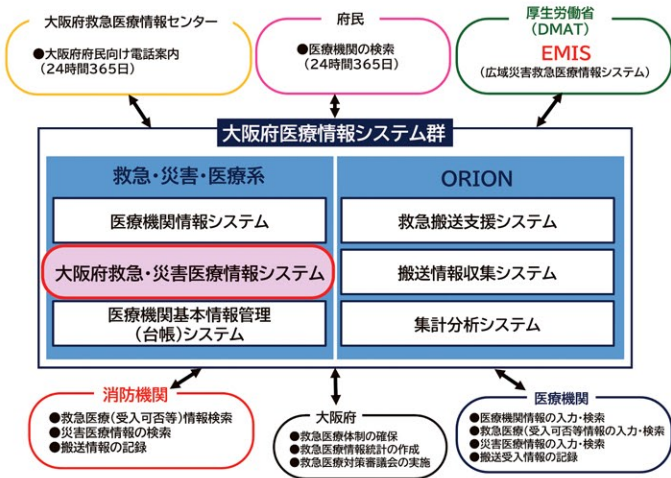 大阪府救急医療情報センター
●大阪府府民向け電話案内
(24時間365日)
府民
●医療機関の検索
(24時間365日)
厚生労働省
(DMAT)
EMIS
(広域災害救急医療情報システム)
大阪府医療情報システム群
救急・災害・医療系
医療機関情報システム
大阪府救急・災害医療情報システム
医療機関基本情報管理
(台帳)システム
ORION
救急搬送支援システム
搬送情報収集システム
集計分析システム
消防機関
●救急医療(受入可否等)情報検索
●災害医療情報の検索
●搬送情報の記録
大阪府
●救急医療体制の確保
●救急医療情報統計の作成
●救急医療対策審議会の実施
医療機関
●医療機関情報の入力・検索
●救急医療(受入可否等情報の入力・検索)
●災害医療情報の入力・検索
●搬送受入情報の記録